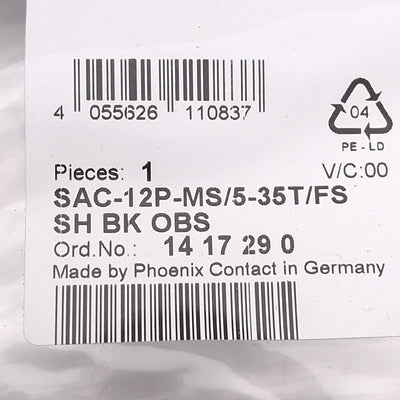 4 055626 110837
04
PE-LD
Pieces: 1 V/C:00
SAC-12P-MS/5-35T/FS
SH BK OBS
Ord.No.: 14 17 29 0
Made by Phoenix Contact in Germany